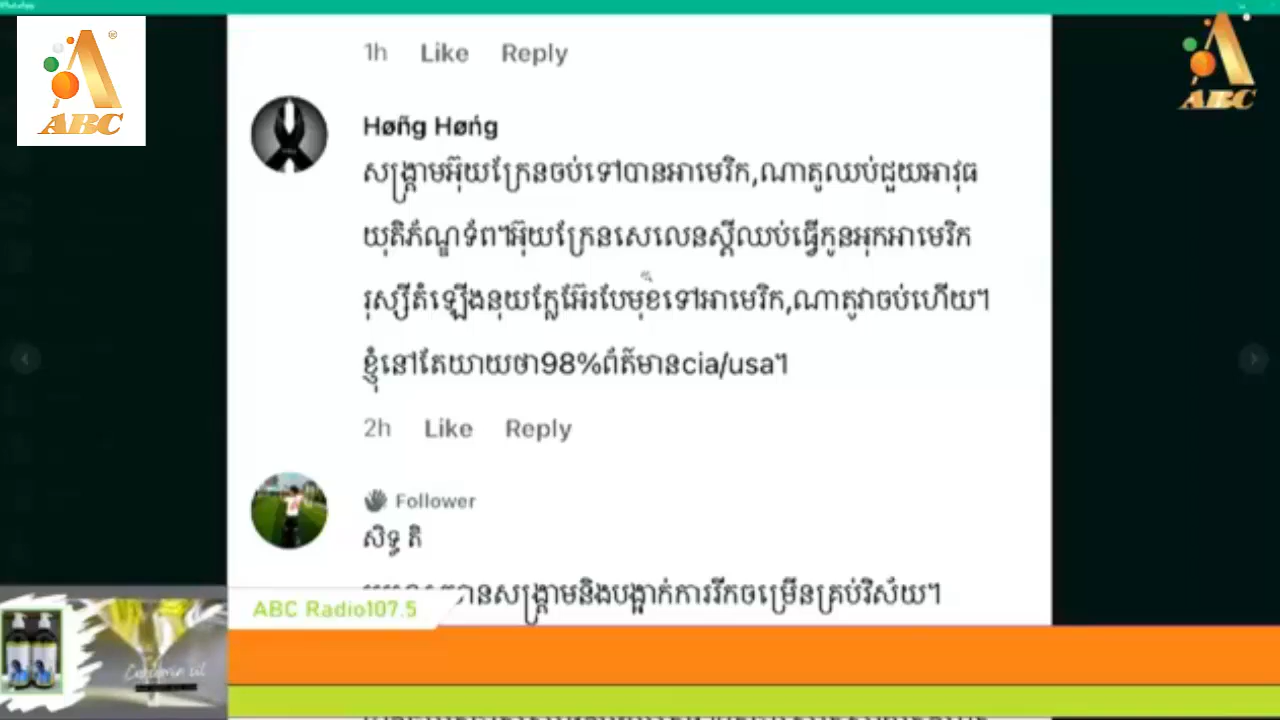 WhatsApp
ABC
ABC
1h Like Reply
Høñg Høńg
សង្គ្រាមអ៊ុយក្រែនចប់ទៅបានអាមេរិក,ណាតូឈប់ជួយអាវុធ
យុតិភ័ណ្ឌទ័ព។អ៊ុយក្រែនសេលេនស្គីឈប់ធ្វើកូនអុកអាមេរិក
រុស្ស៊ីតំឡើងនុយក្លែអ៊ែរបែមុខទៅអាមេរិក,ណាតូវាចប់ហើយ។
ខ្ញុំនៅតែយាយថា98%ព័ត៌មានcia/usa។
2h Like Reply
Follower
សិទ្ធ តិ
សង្គ្រាមនិងបង្អាក់ការរីកចម្រើនគ្រប់វិស័យ។
ABC Radio107.5